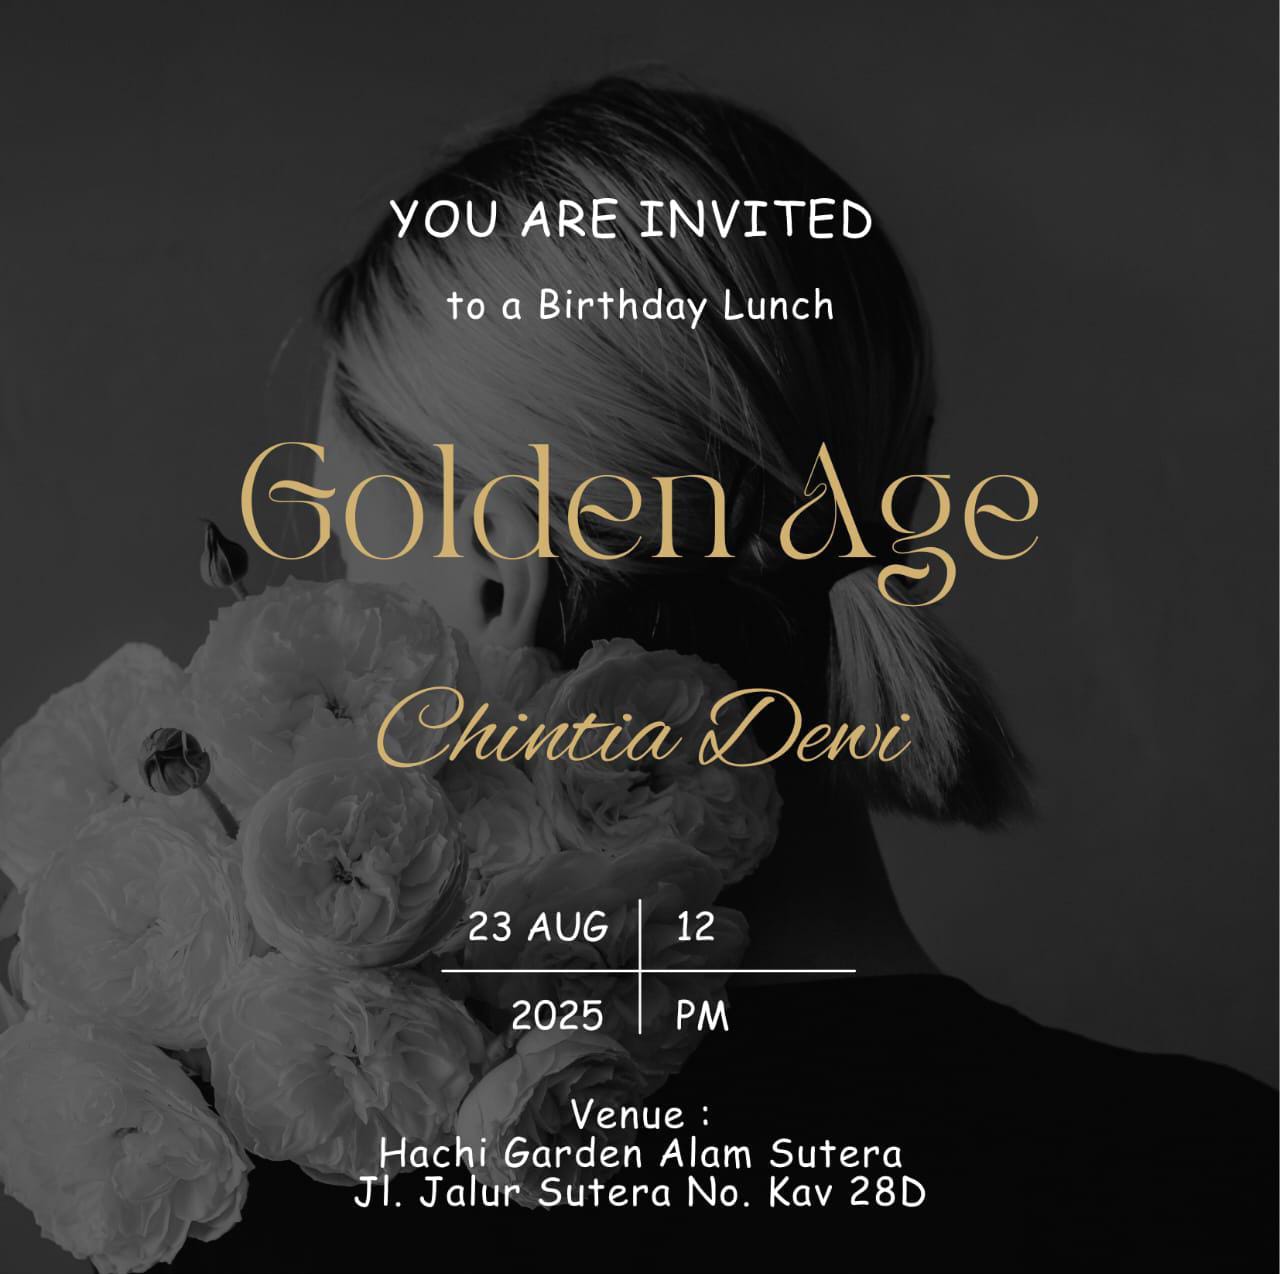 YOU ARE INVITED
to a Birthday Lunch
Golden Age
Chintia Dewi
23 AUG 12
2025 PM
Venue :
Hachi Garden Alam Sutera
Jl. Jalur Sutera No. Kav 28D